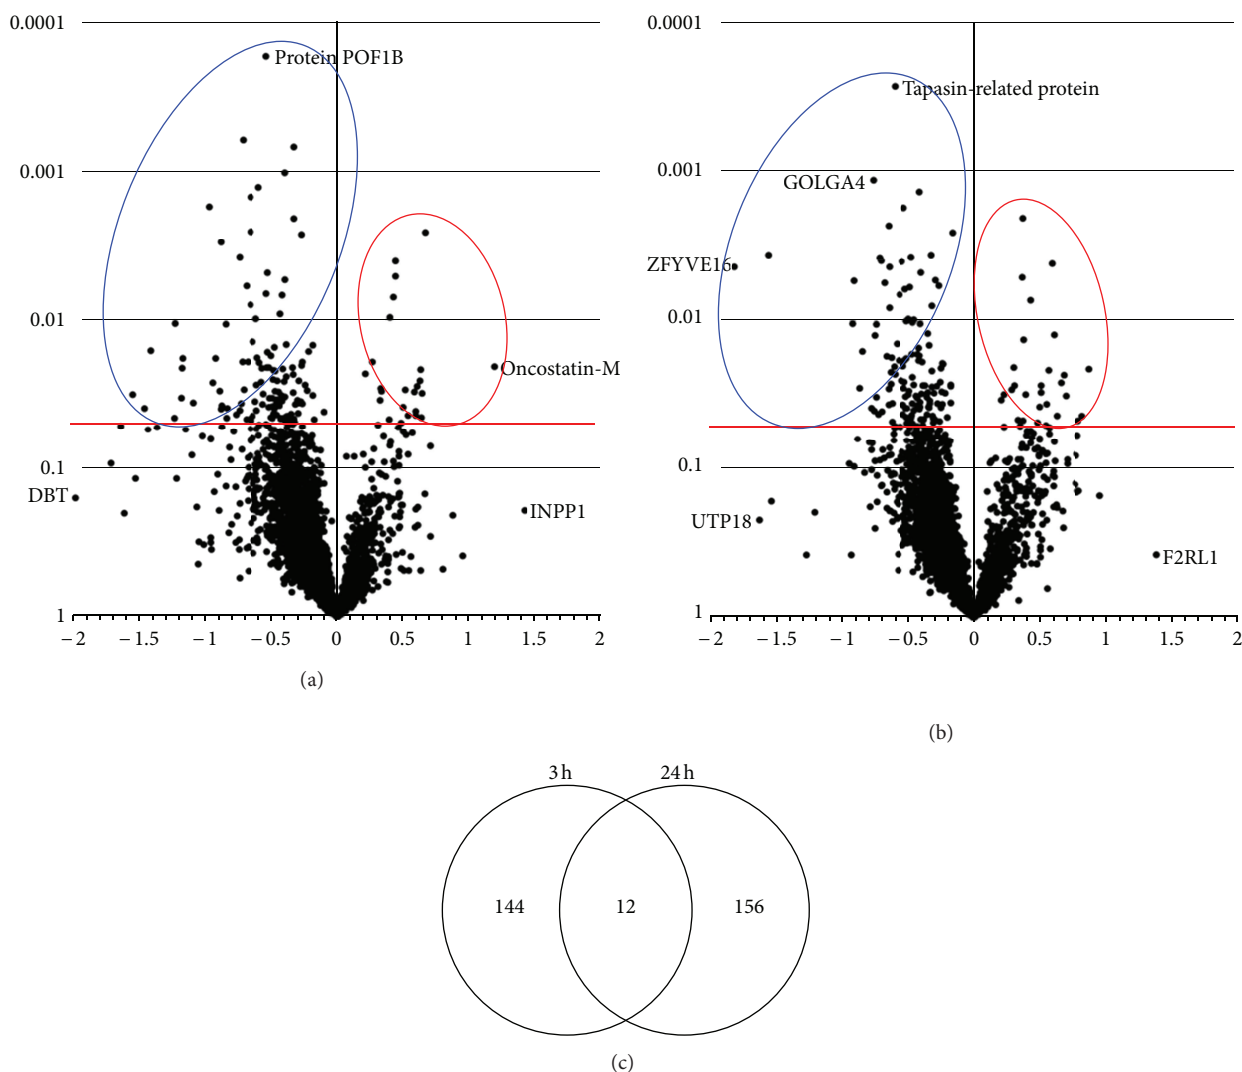 0.0001
Protein POF1B
0.001
0.01
Oncostatin-M
0.1
DBT
INPP1
1
−2 −1.5 −1 −0.5 0 0.5 1 1.5 2
(a)
0.0001
Tapasin-related protein
0.001
GOLGA4
ZFYVE16
0.01
0.1
UTP18
F2RL1
1
−2 −1.5 −1 −0.5 0 0.5 1 1.5 2
(b)
3 h 24 h
144 12 156
(c)